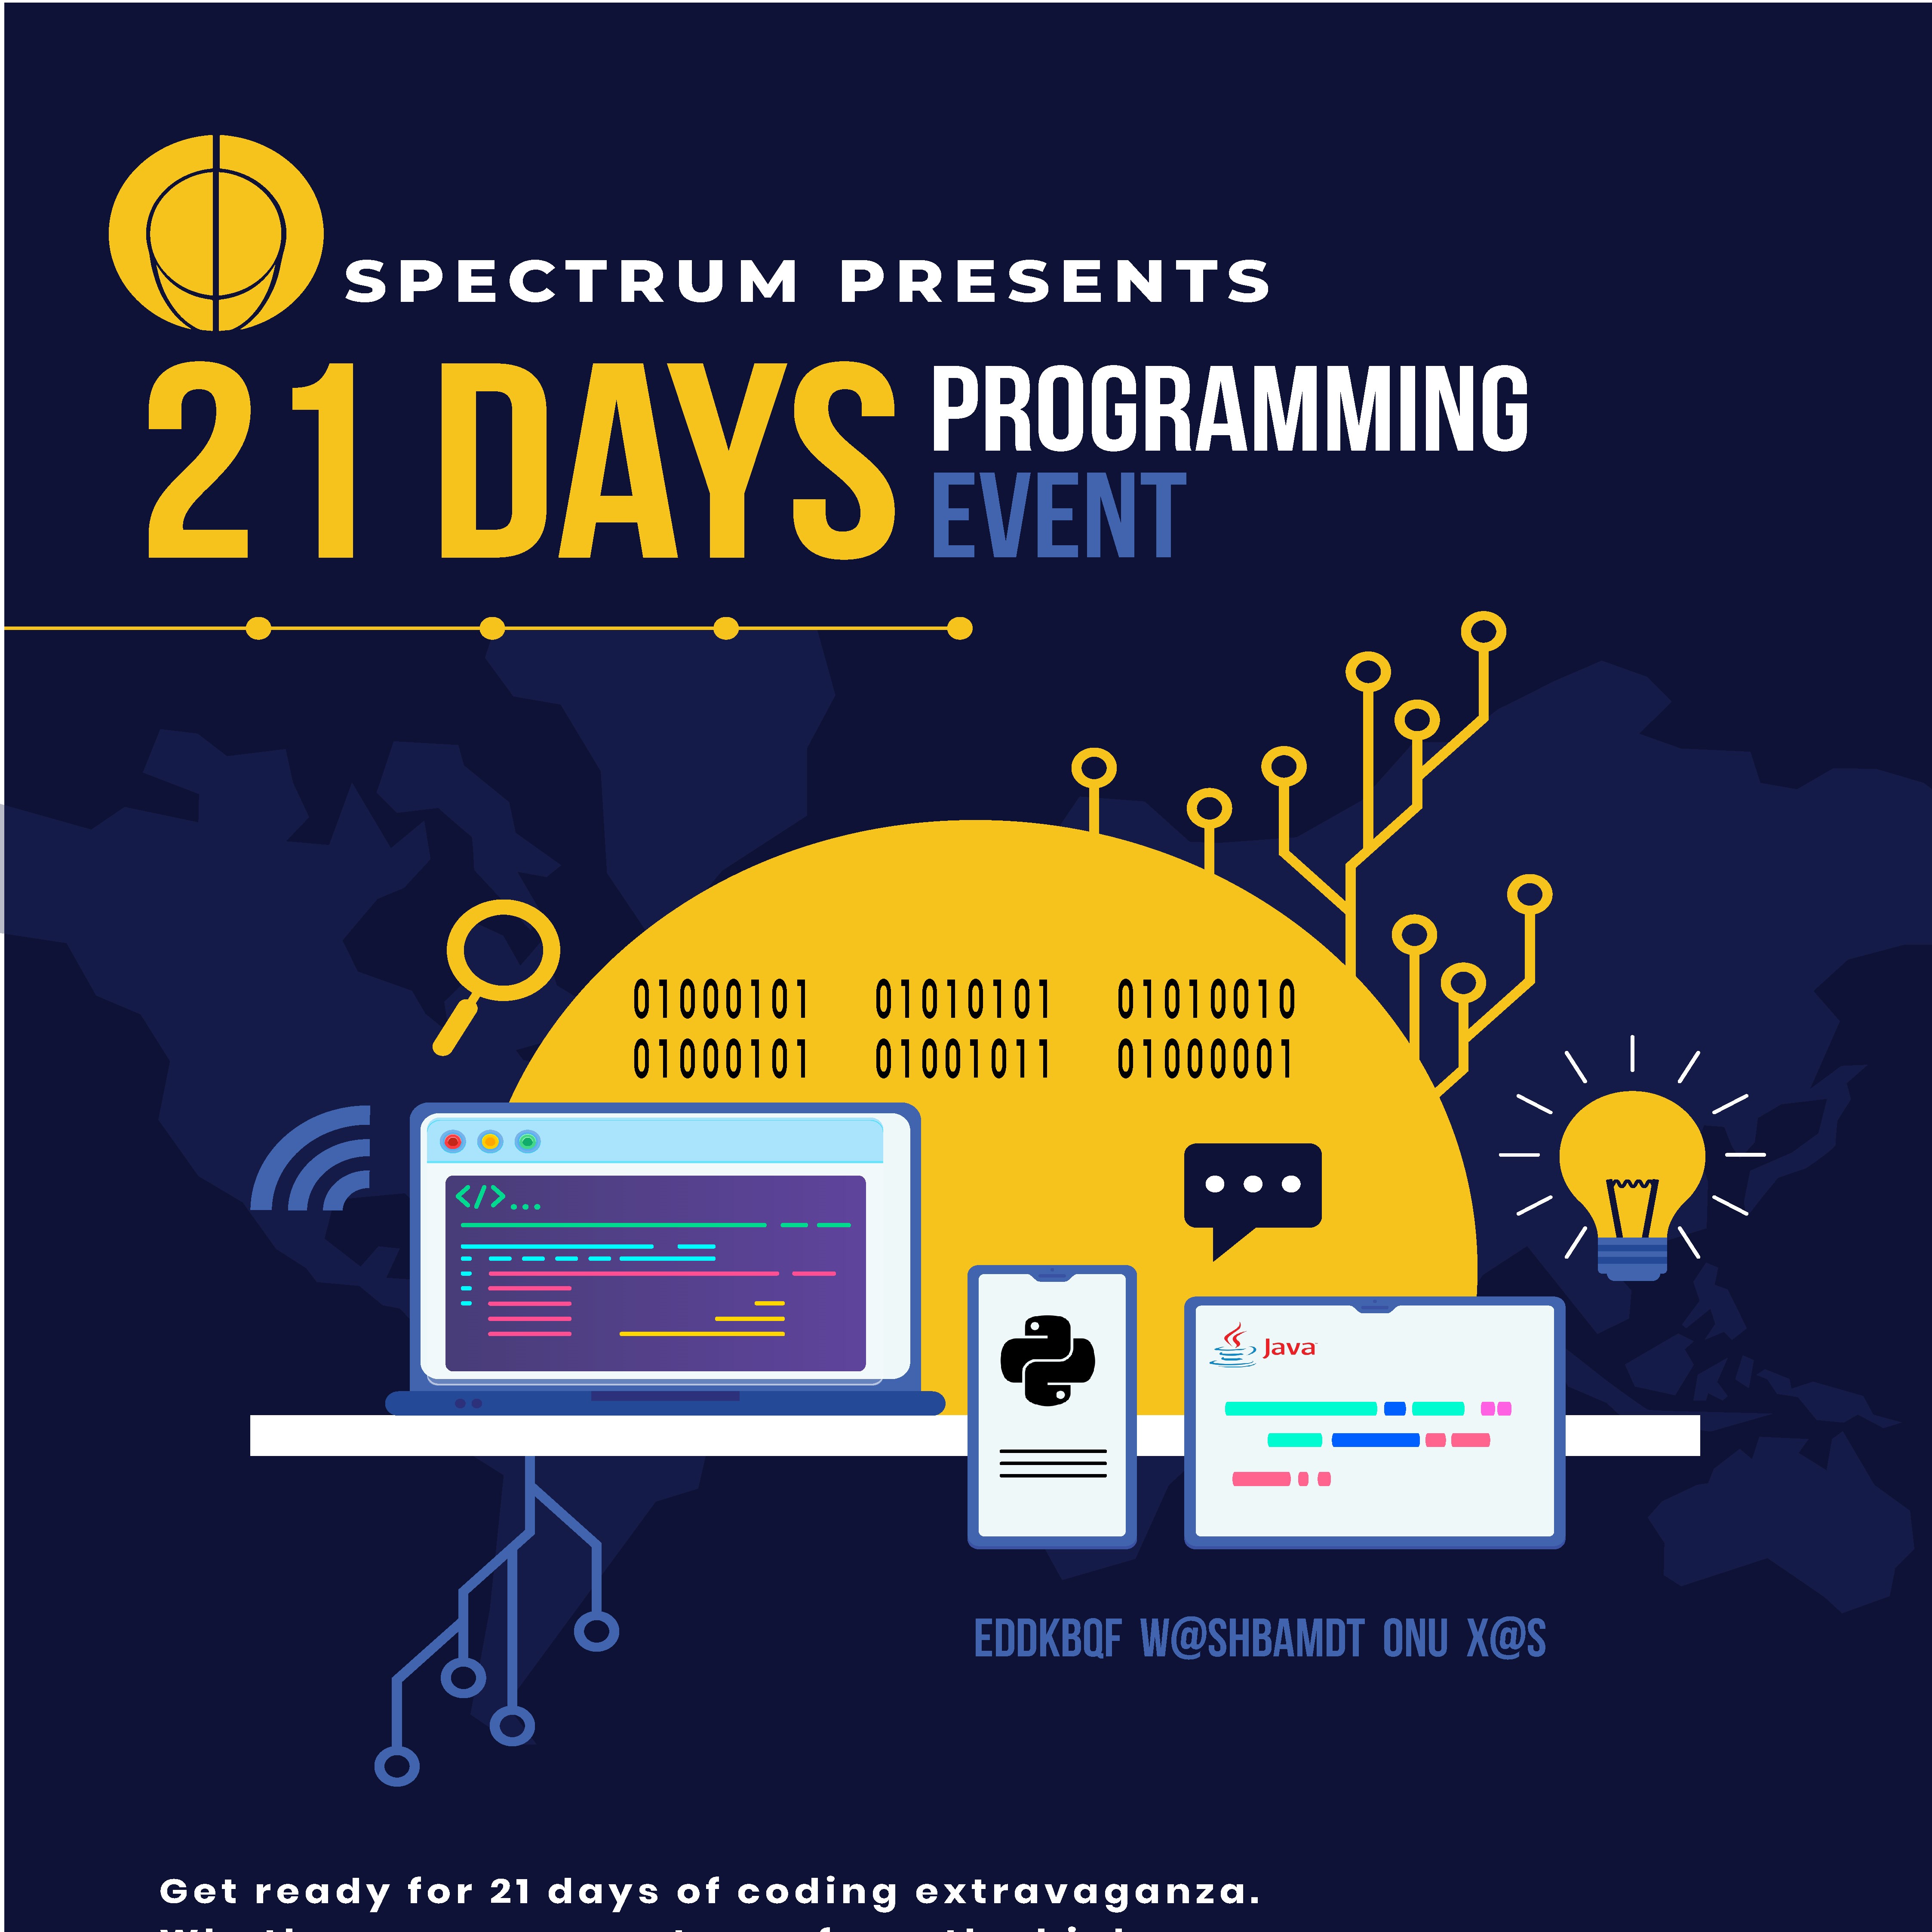 SPECTRUM PRESENTS
21 DAYS PROGRAMMING
EVENT
01000101 01010101 01010010
01000101 01001011 01000001
</>...
Java
EDDKBQF W@SHBAMDT ONU X@S
Get ready for 21 days of coding extravaganza.